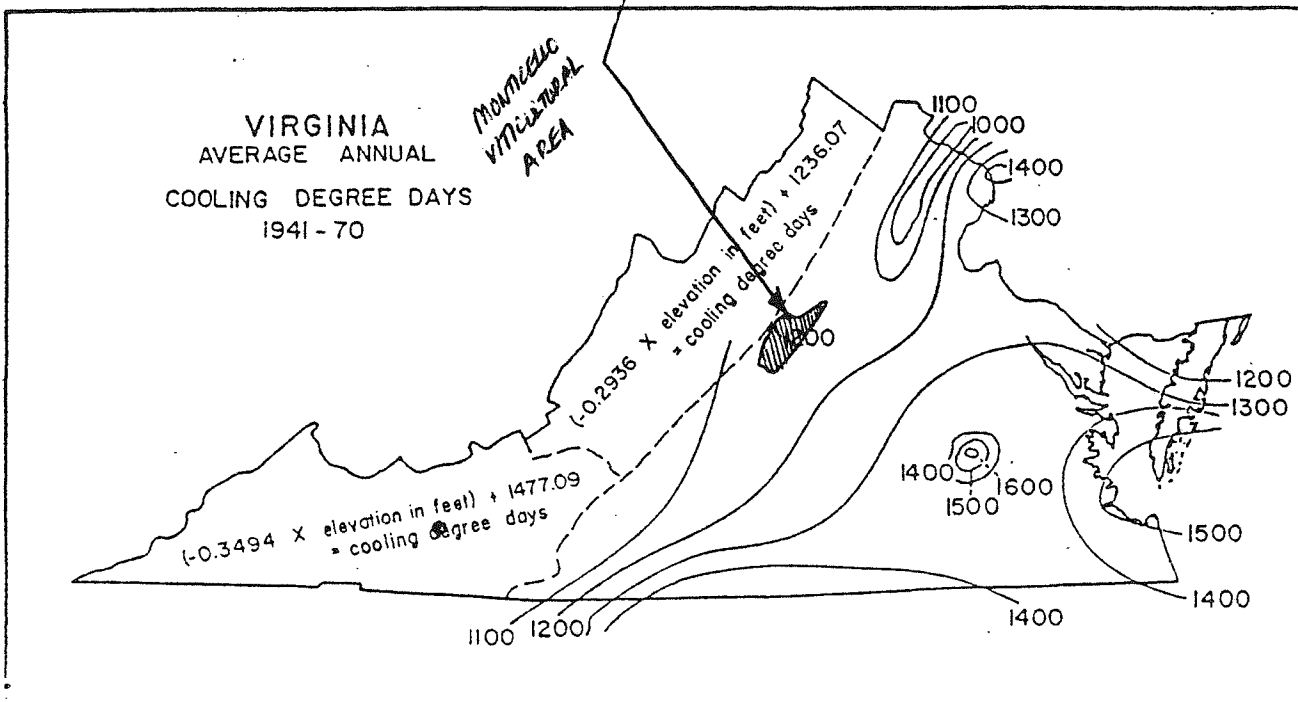 MONTICELLO
VITICULTURAL
AREA
VIRGINIA
AVERAGE ANNUAL
COOLING DEGREE DAYS
1941-70
(-0.2936 X elevation in feet) + 1236.07
= cooling degree days
(-0.3494 X elevation in feet) + 1477.09
= cooling degree days
1100
1000
1400
1300
1200
1300
1400
1500
1600
1500
1400
1400
1100
1200